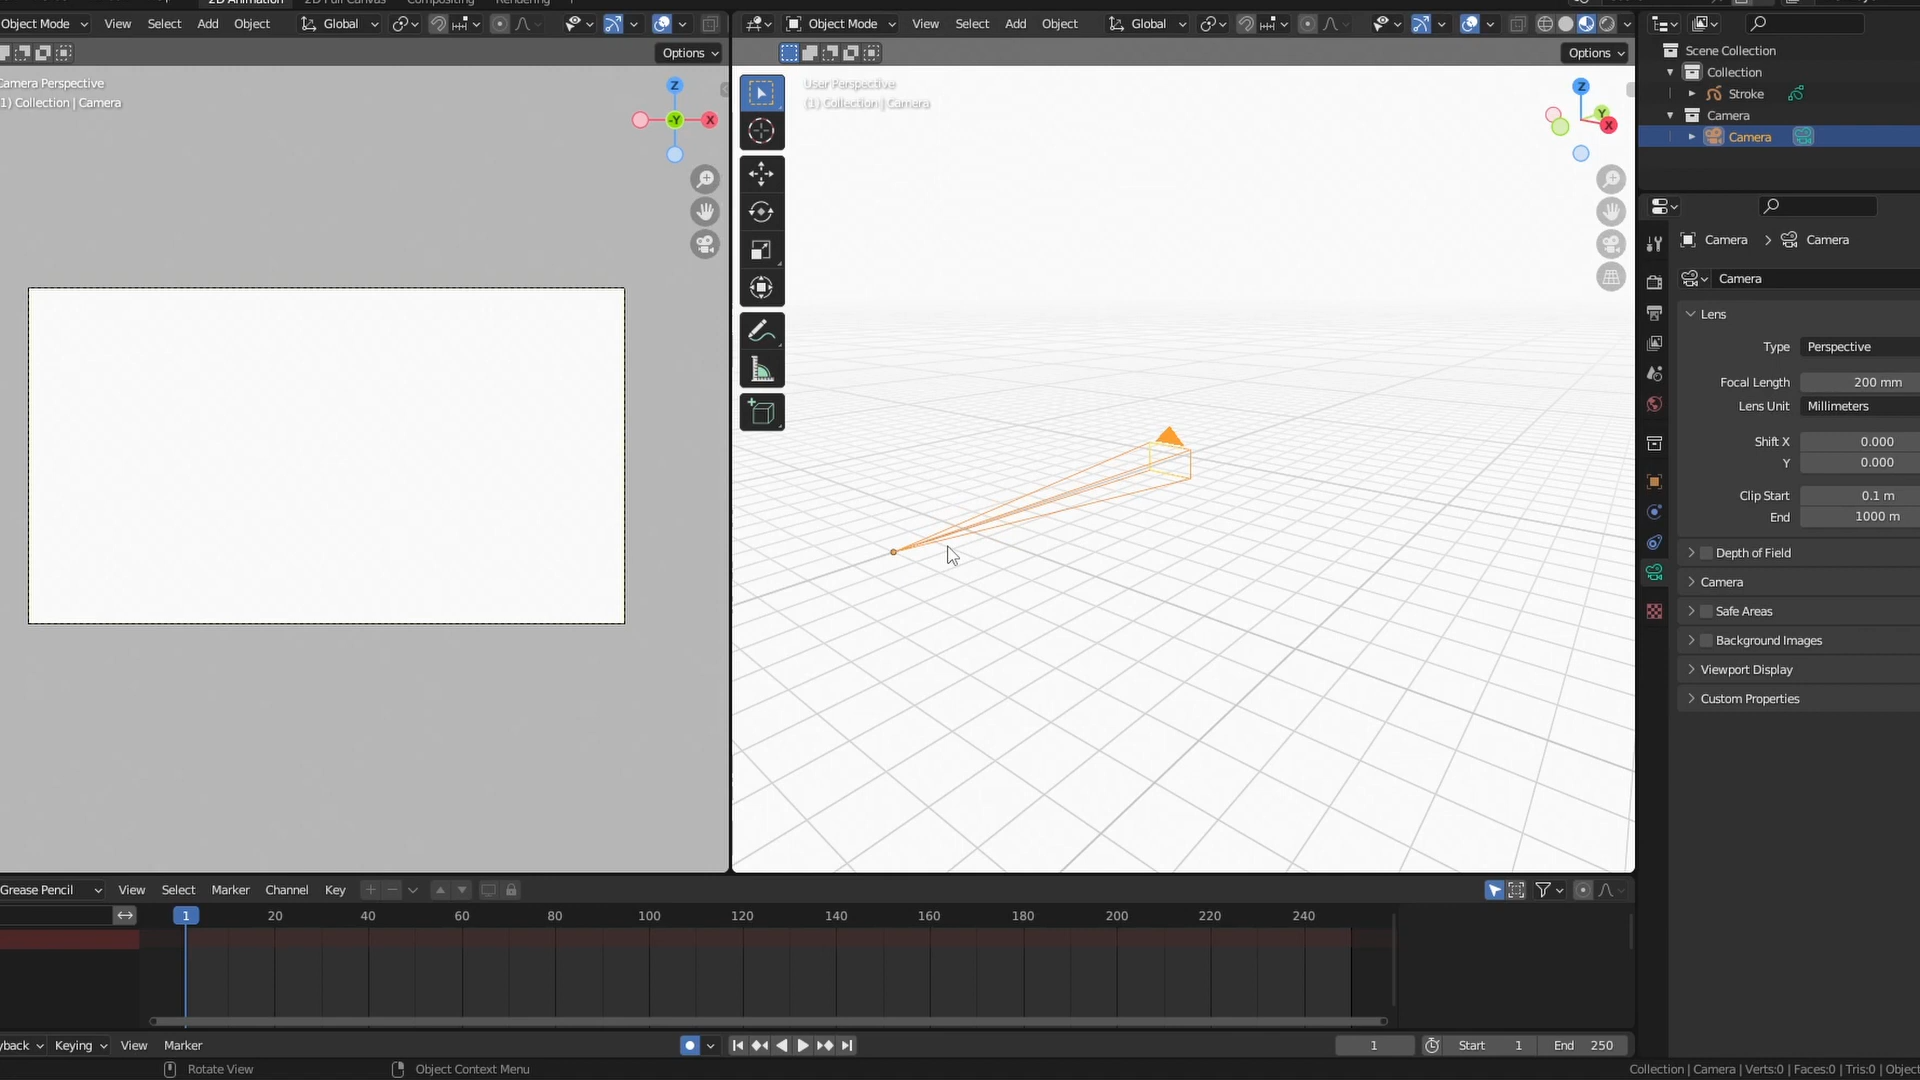 2D Animation
2D Full Canvas
Compositing
Rendering
Object Mode
View
Select
Add
Object
Global
Object Mode
View
Select
Add
Object
Global
Options
Options
Camera Perspective
1) Collection | Camera
User Perspective
(1) Collection | Camera
Z
-Y
X
Z
Y
X
Scene Collection
Collection
Stroke
Camera
Camera
Camera
Camera
Camera
Lens
Type
Perspective
Focal Length
200 mm
Lens Unit
Millimeters
Shift X
0.000
Y
0.000
Clip Start
0.1 m
End
1000 m
Depth of Field
Camera
Safe Areas
Background Images
Viewport Display
Custom Properties
Grease Pencil
View
Select
Marker
Channel
Key
1
20
40
60
80
100
120
140
160
180
200
220
240
yback
Keying
View
Marker
1
Start
1
End
250
Rotate View
Object Context Menu
Collection | Camera | Verts:0 | Faces:0 | Tris:0 | Object